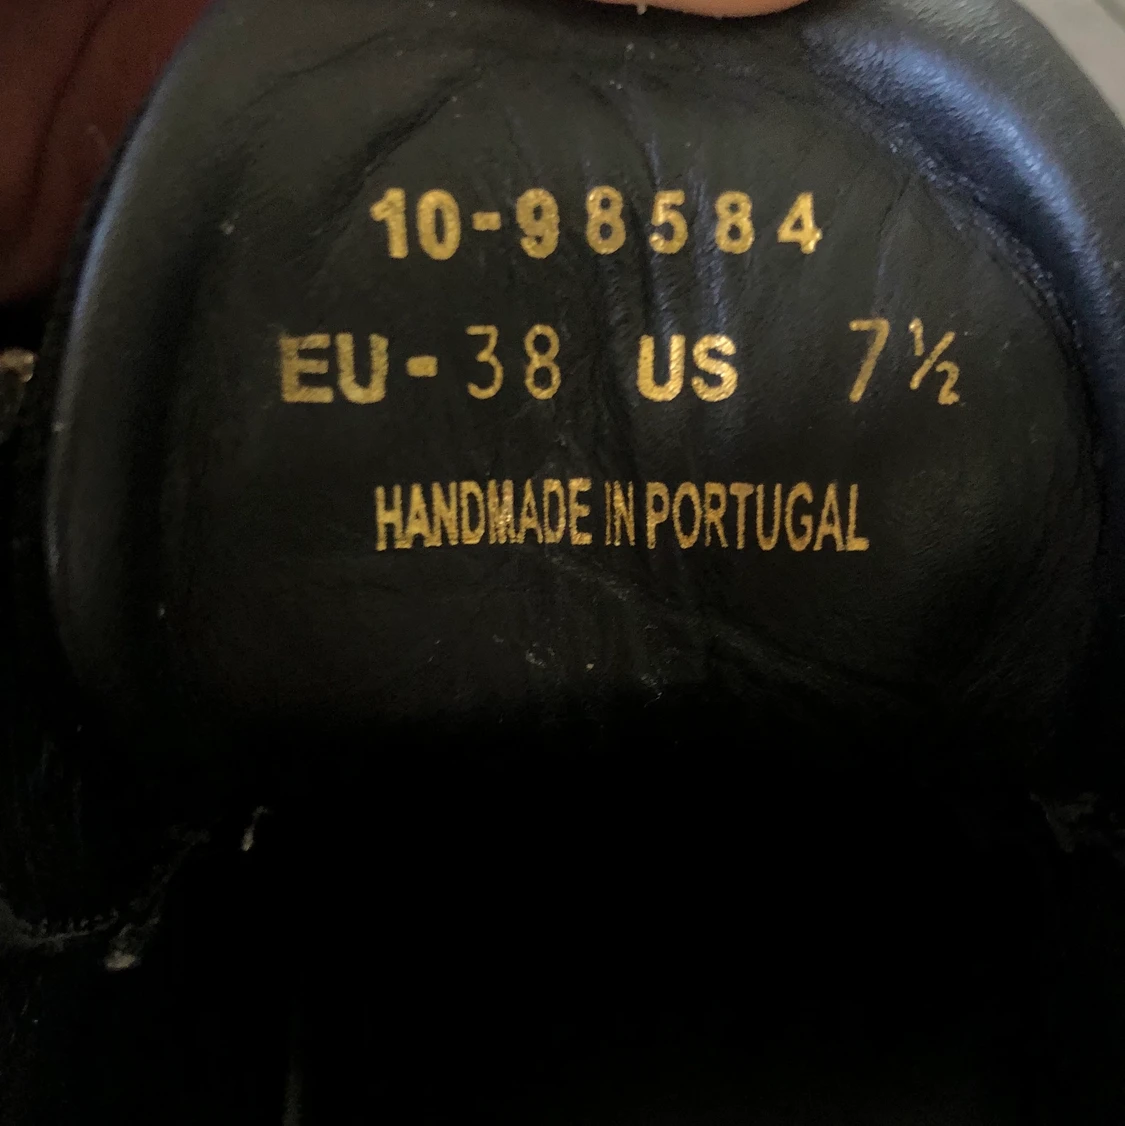 10-98584
EU-38 US 7½
HANDMADE IN PORTUGAL